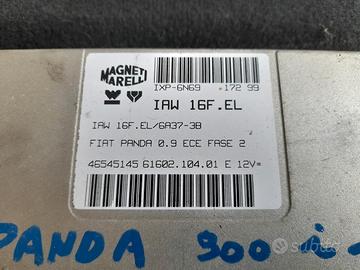 MAGNETI
MARELLI
IXP-6N69 172 99
IAW 16F.EL
IAW 16F.EL/6A37-3B
FIAT PANDA 0.9 ECE FASE 2
46545145 61602.104.01 E 12V=
PANDA 900
subito